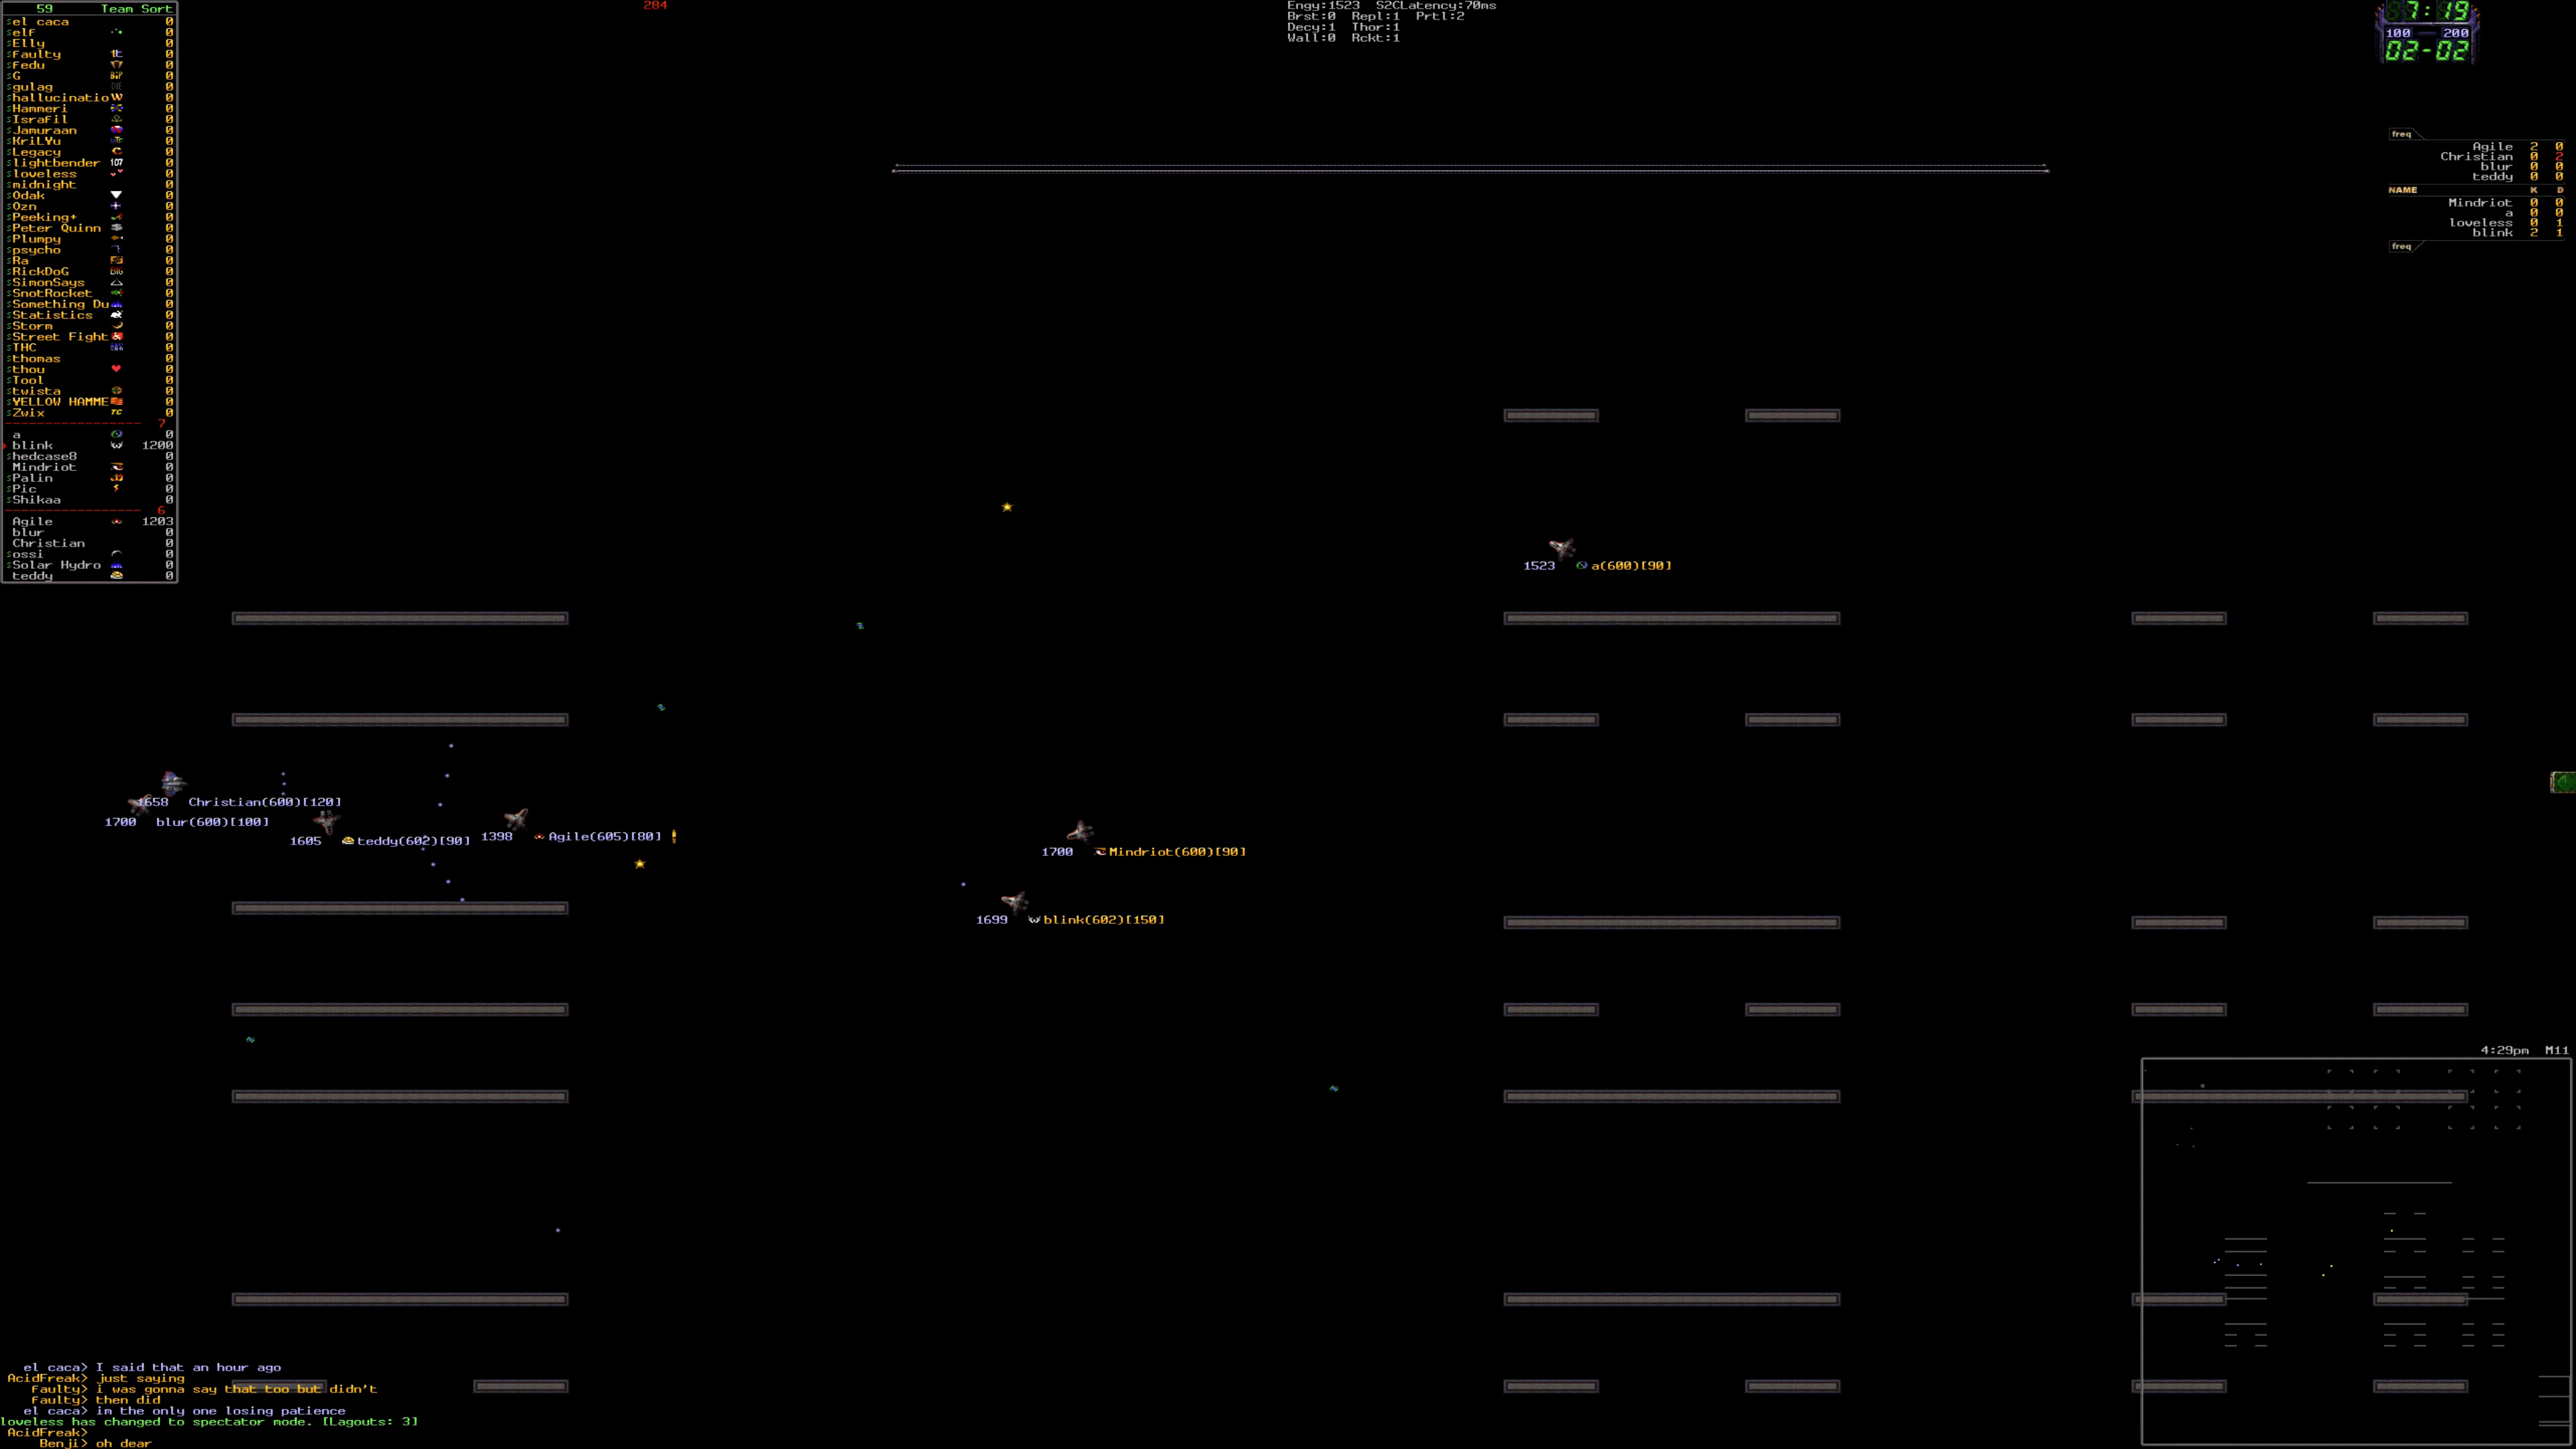 59 Team Sort
$el caca 0
$elf 0
$Elly 0
$faulty 0
$fedu 0
$G BiP 0
$gulag DIE 0
$hallucinatio W 0
$Hammeri 0
$Israfil 0
$Jamuraan 0
$KriLYu 0
$Legacy C 0
$lightbender 107 0
$loveless 0
$midnight 0
$Odak 0
$Ozn 0
$Peeking+ 0
$Peter Quinn 0
$Plumpy 0
$psycho 0
$Ra 0
$RickDoG BIG 0
$SimonSays 0
$SnotRocket 0
$Something Du 0
$Statistics 0
$Storm 0
$Street Fight 0
$THC 0
$thomas 0
$thou 0
$Tool 0
$twista 0
$YELLOW HAMME 0
$Zwix TC 0
----------------- 7
a 0
blink 1200
$hedcase8 0
Mindriot 0
$Palin 0
$Pic 0
$Shikaa 0
----------------- 6
Agile 1203
blur 0
Christian 0
$ossi 0
$Solar Hydro 0
teddy 0
284
Engy:1523 S2CLatency:70ms
Brst:0 Repl:1 Prtl:2
Decy:1 Thor:1
Wall:0 Rckt:1
7:19
100 200
02-02
freq
Agile 2 0
Christian 0 2
blur 0 0
teddy 0 0
NAME K D
Mindriot 0 0
a 0 0
loveless 0 1
blink 2 1
freq
1523 a(600)[90]
1658 Christian(600)[120]
1700 blur(600)[100]
1605 teddy(602)[90]
1398 Agile(605)[80]
1700 Mindriot(600)[90]
1699 blink(602)[150]
4:29pm M11
el caca> I said that an hour ago
AcidFreak> just saying
faulty> i was gonna say that too but didn't
faulty> then did
el caca> im the only one losing patience
loveless has changed to spectator mode. [Lagouts: 3]
AcidFreak>
Benji> oh dear